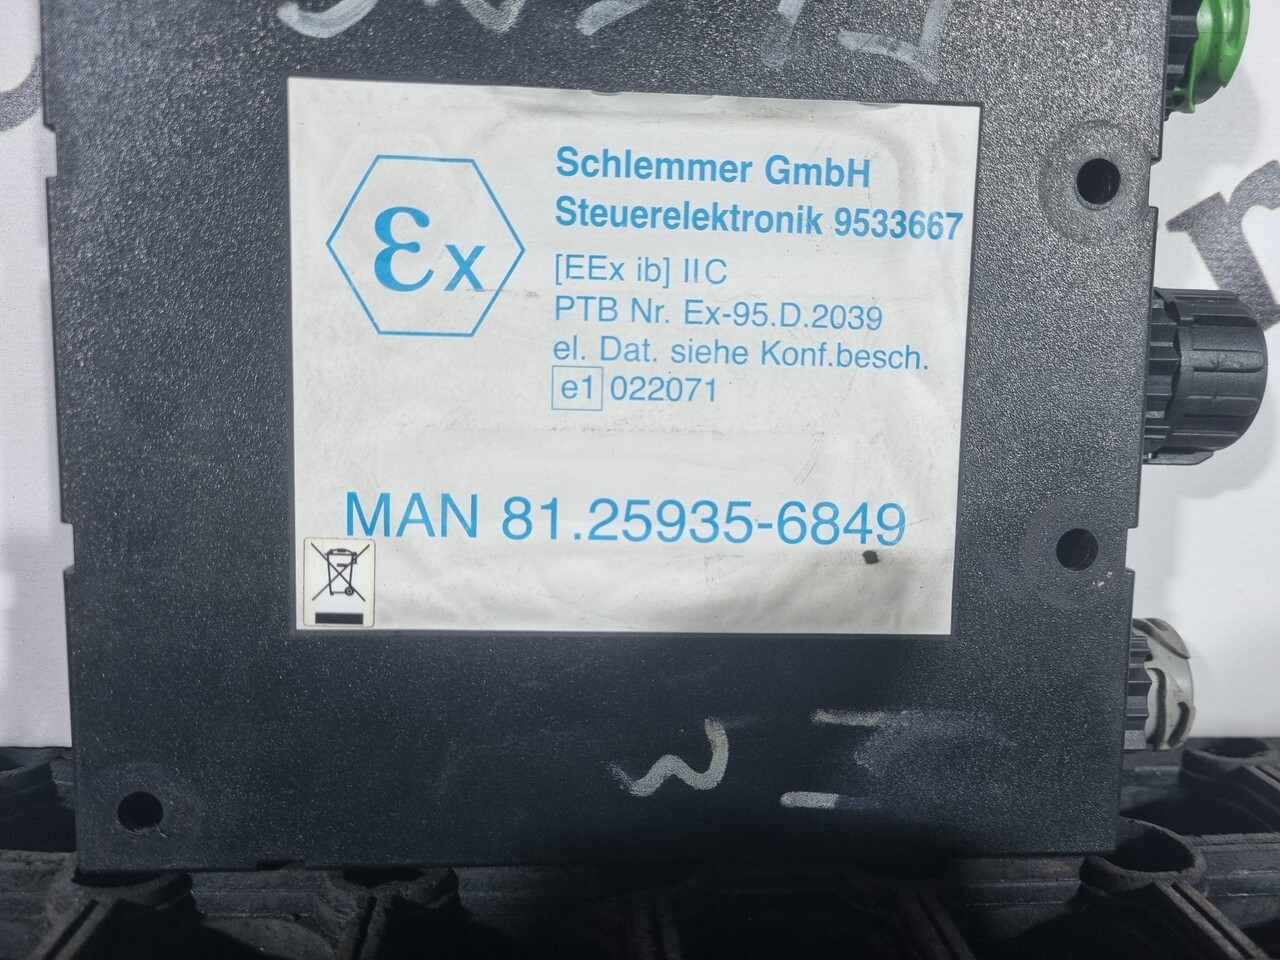 Ex
Schlemmer GmbH
Steuerelektronik 9533667
[EEx ib] IIC
PTB Nr. Ex-95.D.2039
el. Dat. siehe Konf.besch.
e1 022071
MAN 81.25935-6849